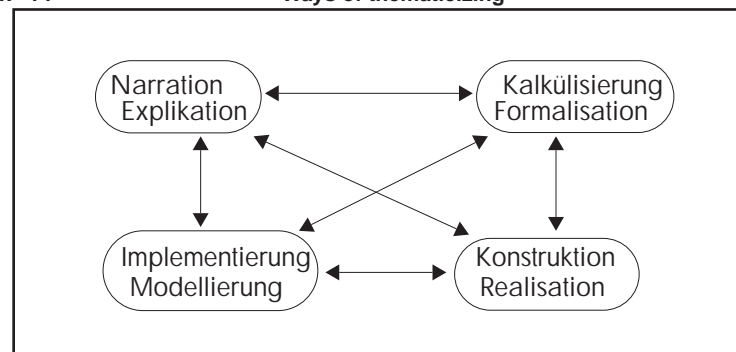 Ways of thematizing
Narration
Explikation
Kalkülisierung
Formalisation
Implementierung
Modellierung
Konstruktion
Realisation